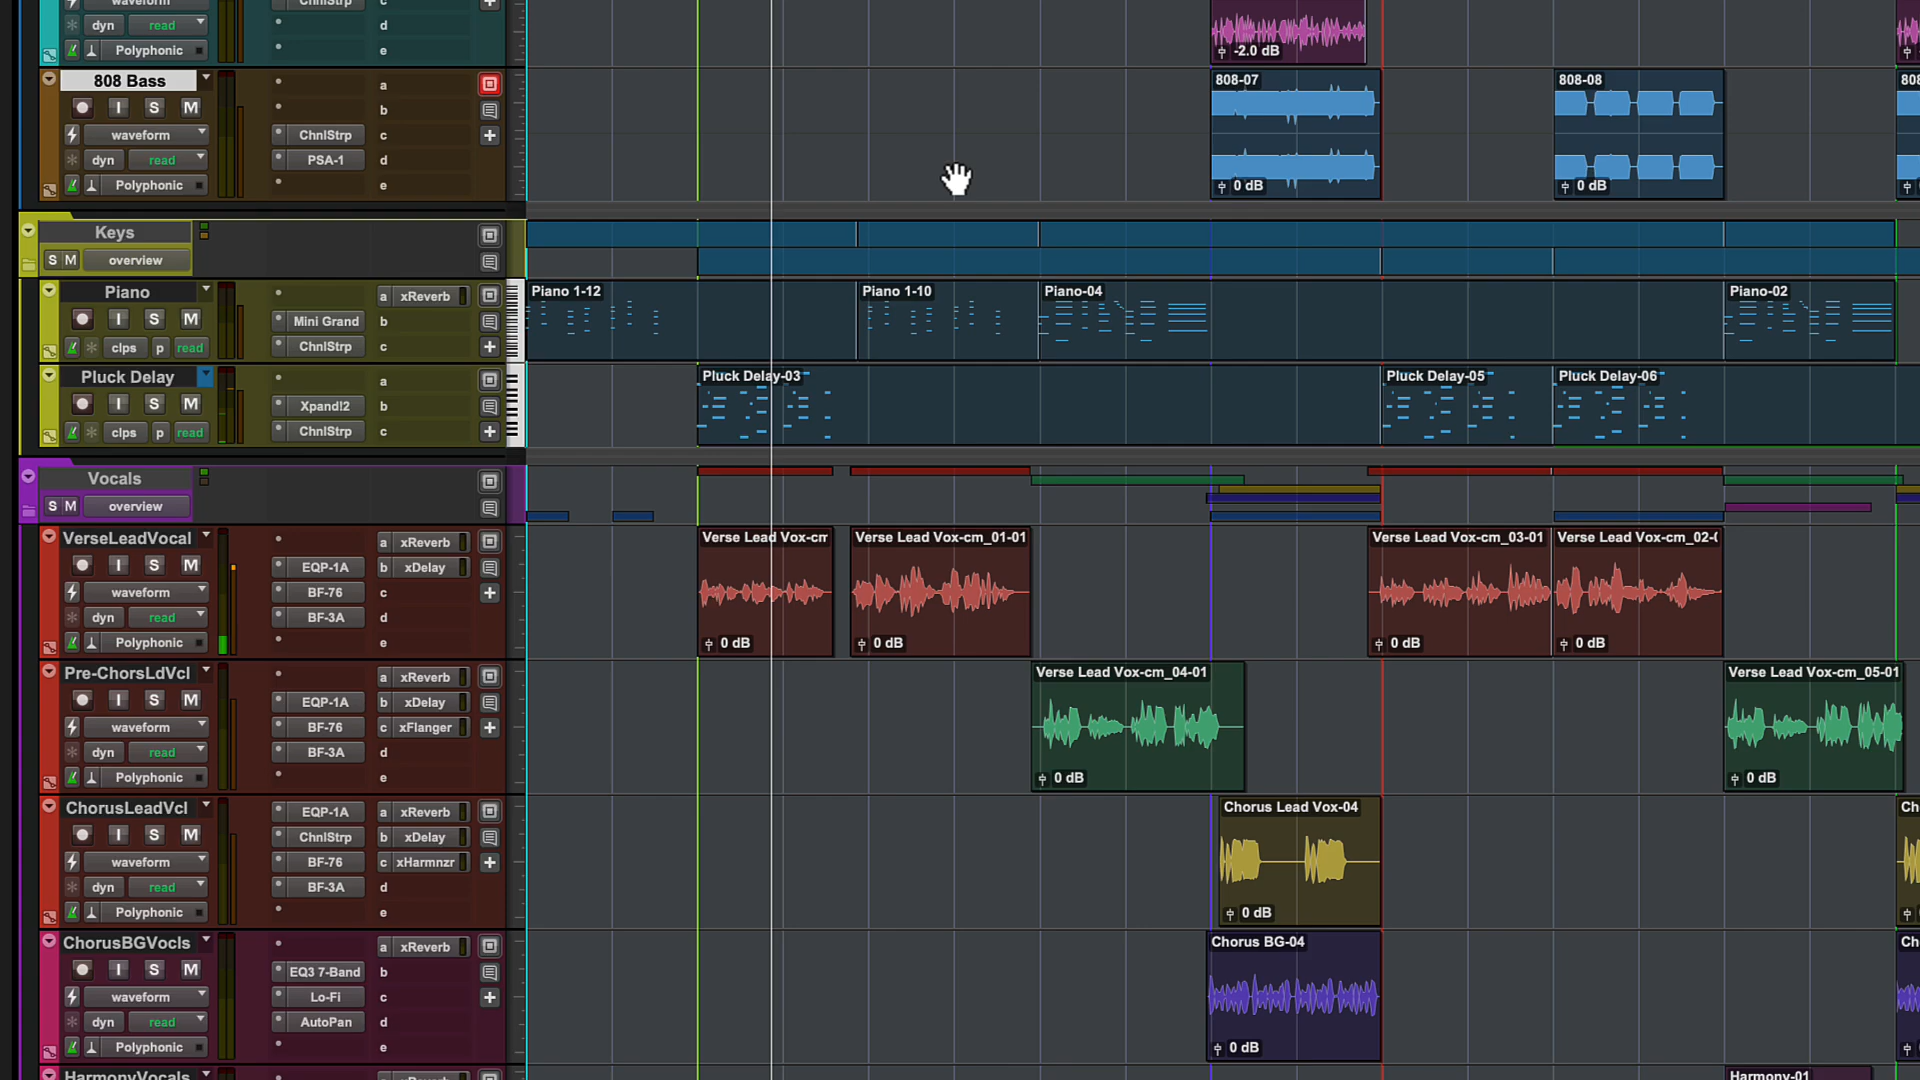 waveform ChnlStrp c
dyn read d
Polyphonic e -2.0 dB
808 Bass a 808-07 808-08 808
I S M b
waveform ChnlStrp c
dyn read PSA-1 d
Polyphonic e 0 dB 0 dB
Keys
S M overview
Piano a xReverb Piano 1-12 Piano 1-10 Piano-04 Piano-02
I S M Mini Grand b
clps p read ChnlStrp c
Pluck Delay a Pluck Delay-03 Pluck Delay-05 Pluck Delay-06
I S M Xpand!2 b
clps p read ChnlStrp c
Vocals
S M overview
VerseLeadVocal a xReverb Verse Lead Vox-cm Verse Lead Vox-cm_01-01 Verse Lead Vox-cm_03-01 Verse Lead Vox-cm_02-(
I S M EQP-1A b xDelay
waveform BF-76 c
dyn read BF-3A d
Polyphonic e 0 dB 0 dB 0 dB 0 dB
Pre-ChorsLdVcl a xReverb Verse Lead Vox-cm_04-01 Verse Lead Vox-cm_05-01
I S M EQP-1A b xDelay
waveform BF-76 c xFlanger
dyn read BF-3A d
Polyphonic e 0 dB 0 dB
ChorusLeadVcl EQP-1A a xReverb Chorus Lead Vox-04 Ch
I S M ChnlStrp b xDelay
waveform BF-76 c xHarmnzr
dyn read BF-3A d
Polyphonic e 0 dB
ChorusBGVocls a xReverb Chorus BG-04 Ch
I S M EQ3 7-Band b
waveform Lo-Fi c
dyn read AutoPan d
Polyphonic e 0 dB
HarmonyVocals a xReverb Harmony-01